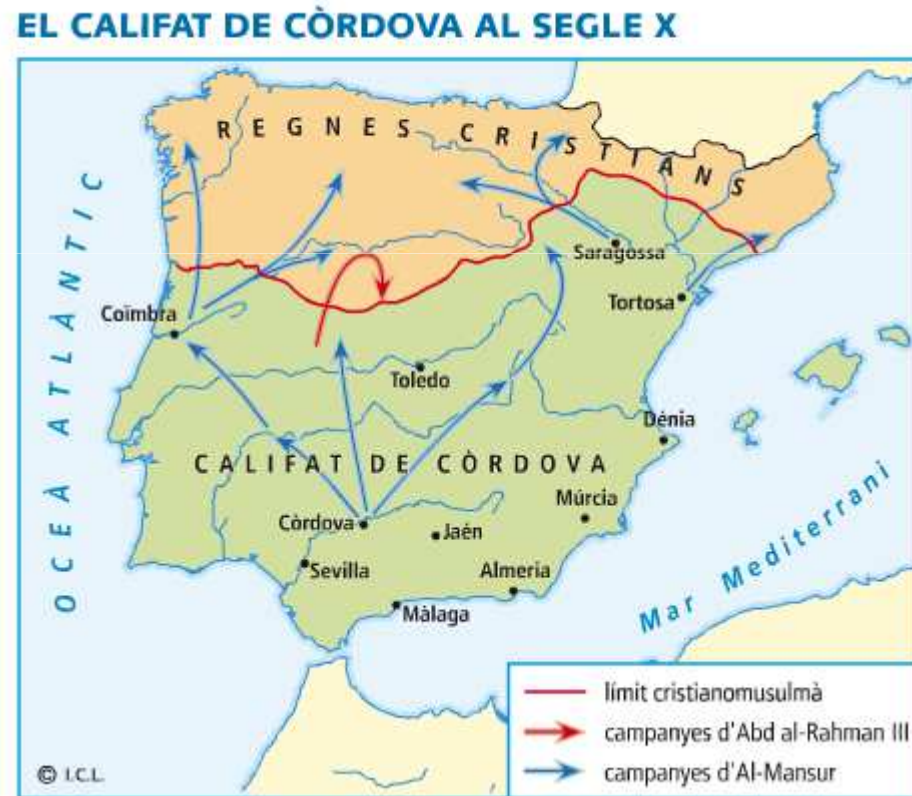 EL CALIFAT DE CÒRDOVA AL SEGLE X
REGNES CRISTIANS
OCEÀ ATLÀNTIC
Saragossa
Tortosa
Coïmbra
Toledo
Dénia
CALIFAT DE CÒRDOVA
Múrcia
Còrdova
Jaén
Sevilla
Almeria
Màlaga
Mar Mediterrani
límit cristianomusulmà
campanyes d'Abd al-Rahman III
campanyes d'Al-Mansur
© I.C.L.